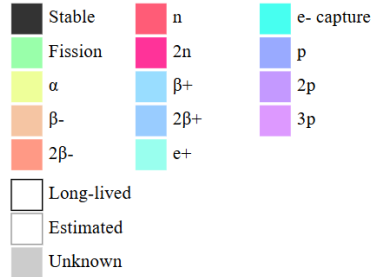 Stable
Fission
α
β-
2β-
n
2n
β+
2β+
e+
e- capture
p
2p
3p
Long-lived
Estimated
Unknown